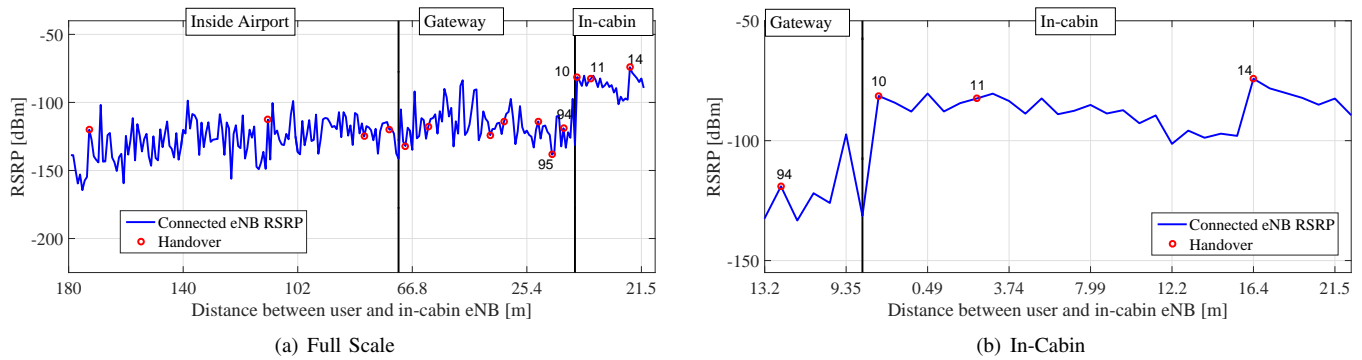 Inside Airport
Gateway
In-cabin
-50
-100
-150
-200
RSRP [dBm]
10
11
14
94
95
Connected eNB RSRP
Handover
180
140
102
66.8
25.4
21.5
Distance between user and in-cabin eNB [m]
(a) Full Scale
Gateway
In-cabin
-50
-100
-150
RSRP [dBm]
94
10
11
14
Connected eNB RSRP
Handover
13.2
9.35
0.49
3.74
7.99
12.2
16.4
21.5
Distance between user and in-cabin eNB [m]
(b) In-Cabin